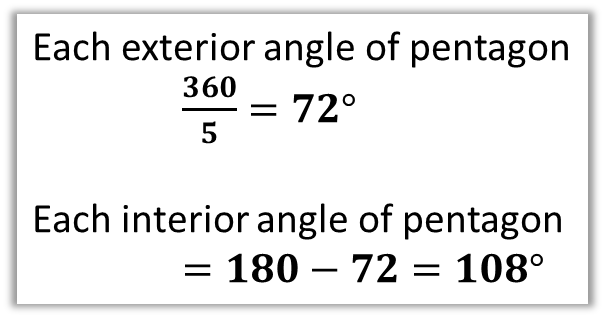 Each exterior angle of pentagon
360/5 = 72°
Each interior angle of pentagon
= 180 − 72 = 108°